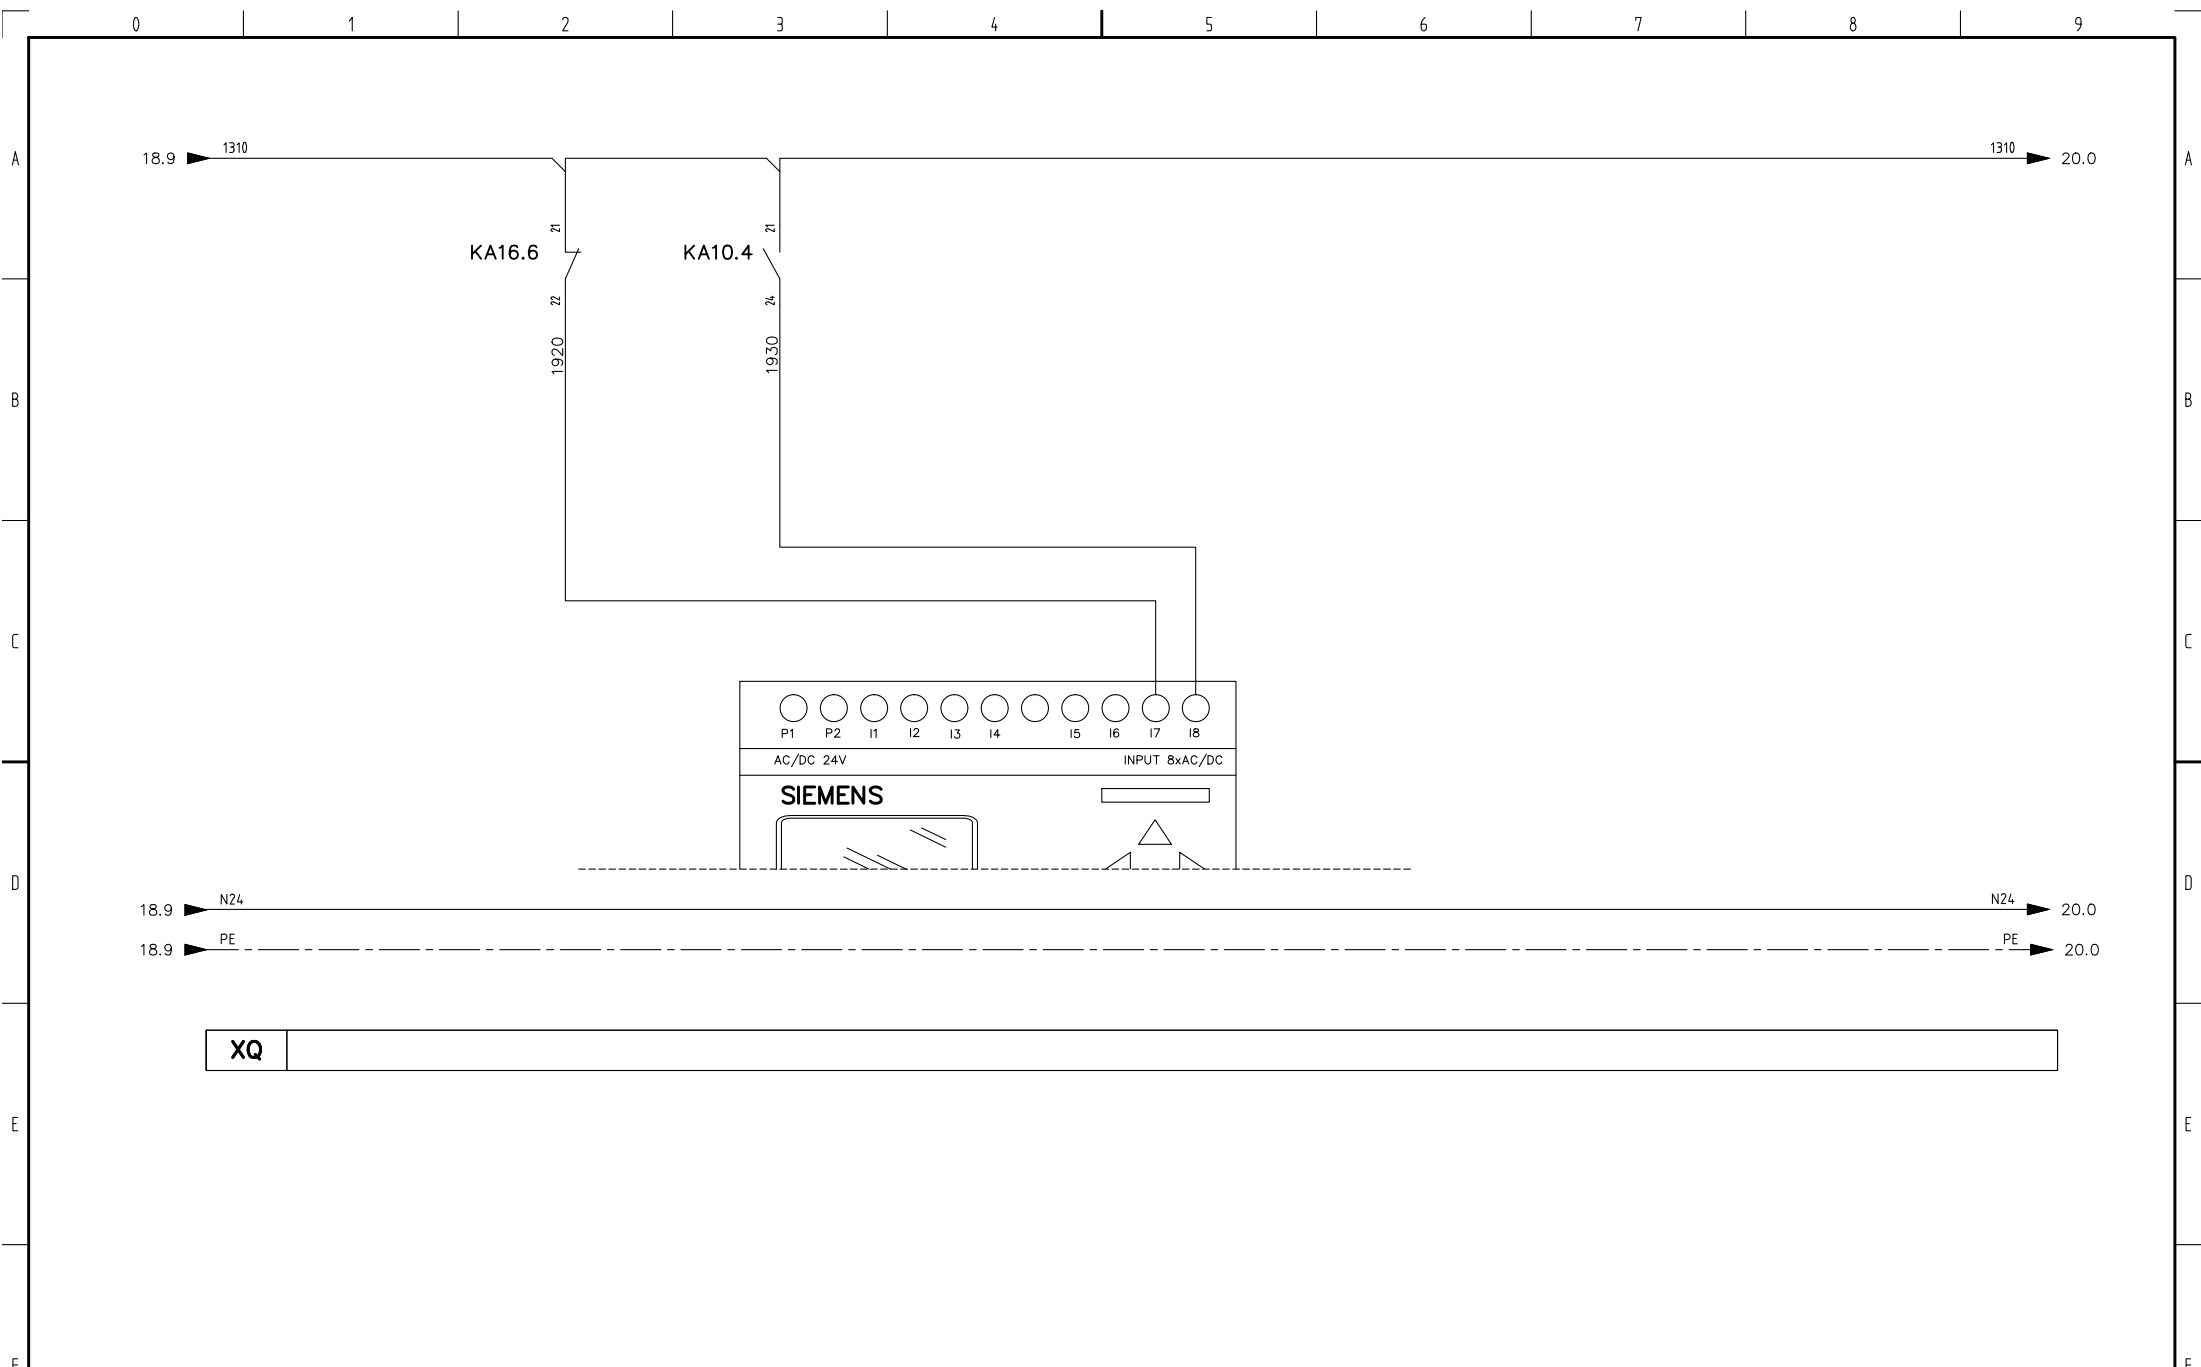 0 1 2 3 4 5 6 7 8 9
A 18.9 1310 1310 20.0 A
21 21
KA16.6 KA10.4
22 24
1920 1930
B B
C C
P1 P2 I1 I2 I3 I4 I5 I6 I7 I8
AC/DC 24V INPUT 8xAC/DC
SIEMENS
D D
18.9 N24 N24 20.0
18.9 PE PE 20.0
XQ
E E